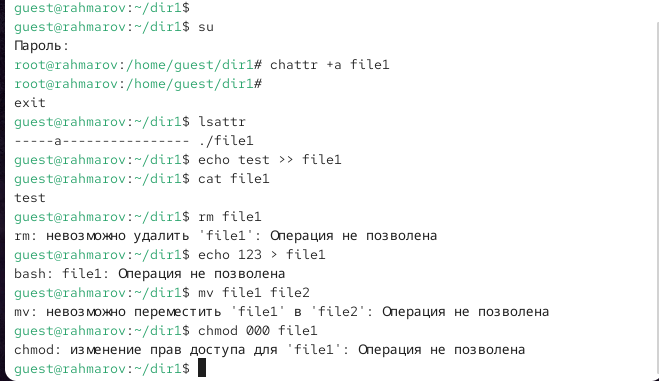 guest@rahmarov:~/dir1$
guest@rahmarov:~/dir1$ su
Пароль:
root@rahmarov:/home/guest/dir1# chattr +a file1
root@rahmarov:/home/guest/dir1#
exit
guest@rahmarov:~/dir1$ lsattr
-----a---------------- ./file1
guest@rahmarov:~/dir1$ echo test >> file1
guest@rahmarov:~/dir1$ cat file1
test
guest@rahmarov:~/dir1$ rm file1
rm: невозможно удалить 'file1': Операция не позволена
guest@rahmarov:~/dir1$ echo 123 > file1
bash: file1: Операция не позволена
guest@rahmarov:~/dir1$ mv file1 file2
mv: невозможно переместить 'file1' в 'file2': Операция не позволена
guest@rahmarov:~/dir1$ chmod 000 file1
chmod: изменение прав доступа для 'file1': Операция не позволена
guest@rahmarov:~/dir1$